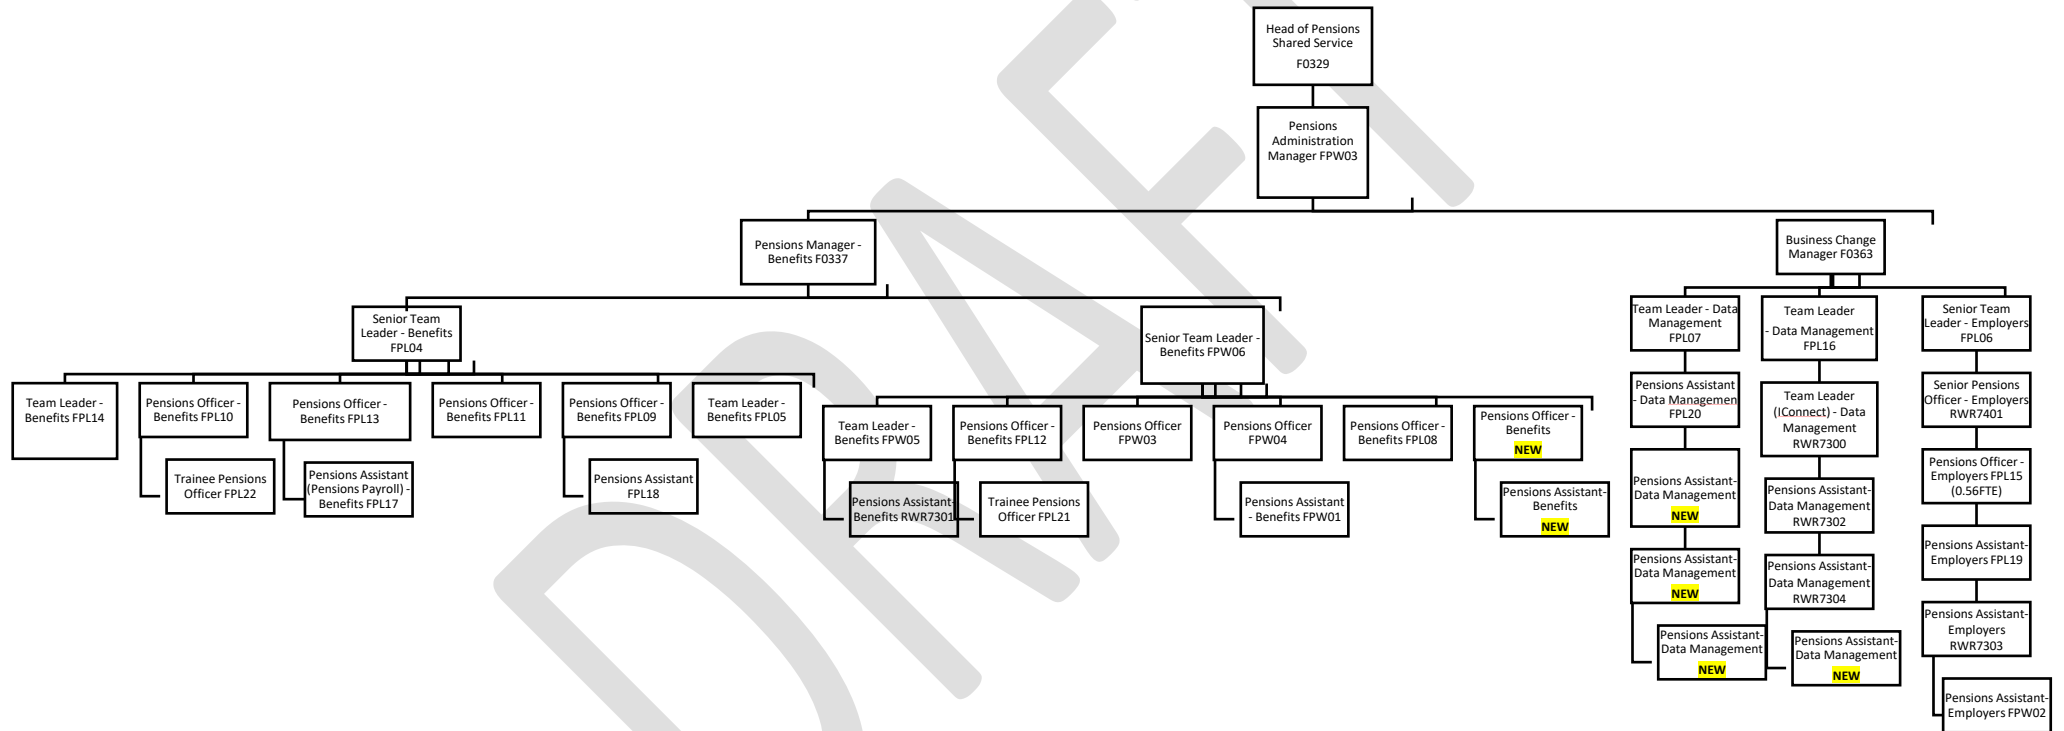 DRAFT
Head of Pensions
Shared Service
F0329
Pensions
Administration
Manager FPW03
Pensions Manager -
Benefits F0337
Business Change
Manager F0363
Senior Team
Leader - Benefits
FPL04
Senior Team Leader -
Benefits FPW06
Team Leader - Data
Management
FPL07
Team Leader
- Data Management
FPL16
Senior Team
Leader - Employers
FPL06
Team Leader -
Benefits FPL14
Pensions Officer -
Benefits FPL10
Pensions Officer -
Benefits FPL13
Pensions Officer -
Benefits FPL11
Pensions Officer -
Benefits FPL09
Team Leader -
Benefits FPL05
Team Leader -
Benefits FPW05
Pensions Officer -
Benefits FPL12
Pensions Officer
FPW03
Pensions Officer
FPW04
Pensions Officer -
Benefits FPL08
Pensions Officer
- Benefits
NEW
Trainee Pensions
Officer FPL22
Pensions Assistant
(Pensions Payroll) -
Benefits FPL17
Pensions Assistant
FPL18
Pensions Assistant-
Benefits RWR7301
Trainee Pensions
Officer FPL21
Pensions Assistant
- Benefits FPW01
Pensions Assistant-
Benefits
NEW
Pensions Assistant
- Data Managemen
FPL20
Pensions Assistant-
Data Management
NEW
Pensions Assistant-
Data Management
NEW
Pensions Assistant-
Data Management
NEW
Team Leader
(IConnect) - Data
Management
RWR7300
Pensions Assistant-
Data Management
RWR7302
Pensions Assistant-
Data Management
RWR7304
Pensions Assistant-
Data Management
NEW
Senior Pensions
Officer - Employers
RWR7401
Pensions Officer -
Employers FPL15
(0.56FTE)
Pensions Assistant-
Employers FPL19
Pensions Assistant-
Employers
RWR7303
Pensions Assistant-
Employers FPW02